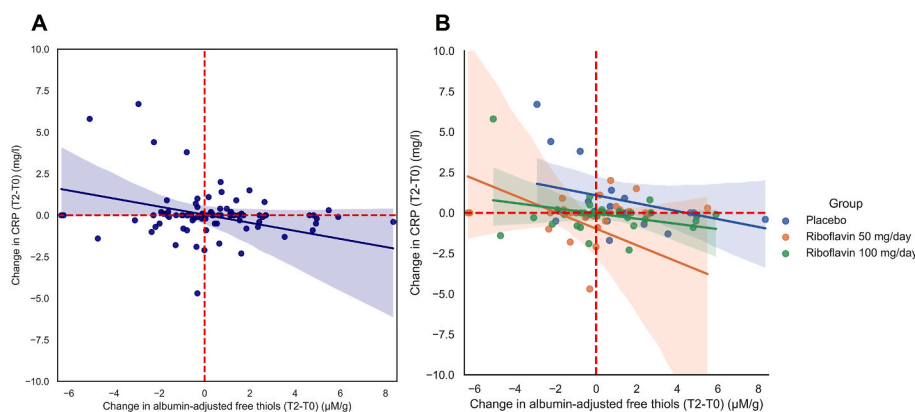 A
10.0
7.5
5.0
2.5
0.0
−2.5
−5.0
−7.5
−10.0
Change in CRP (T2-T0) (mg/l)
−6 −4 −2 0 2 4 6 8
Change in albumin-adjusted free thiols (T2-T0) (µM/g)
B
10.0
7.5
5.0
2.5
0.0
−2.5
−5.0
−7.5
−10.0
Change in CRP (T2-T0) (mg/l)
−6 −4 −2 0 2 4 6 8
Change in albumin-adjusted free thiols (T2-T0) (µM/g)
Group
Placebo
Riboflavin 50 mg/day
Riboflavin 100 mg/day